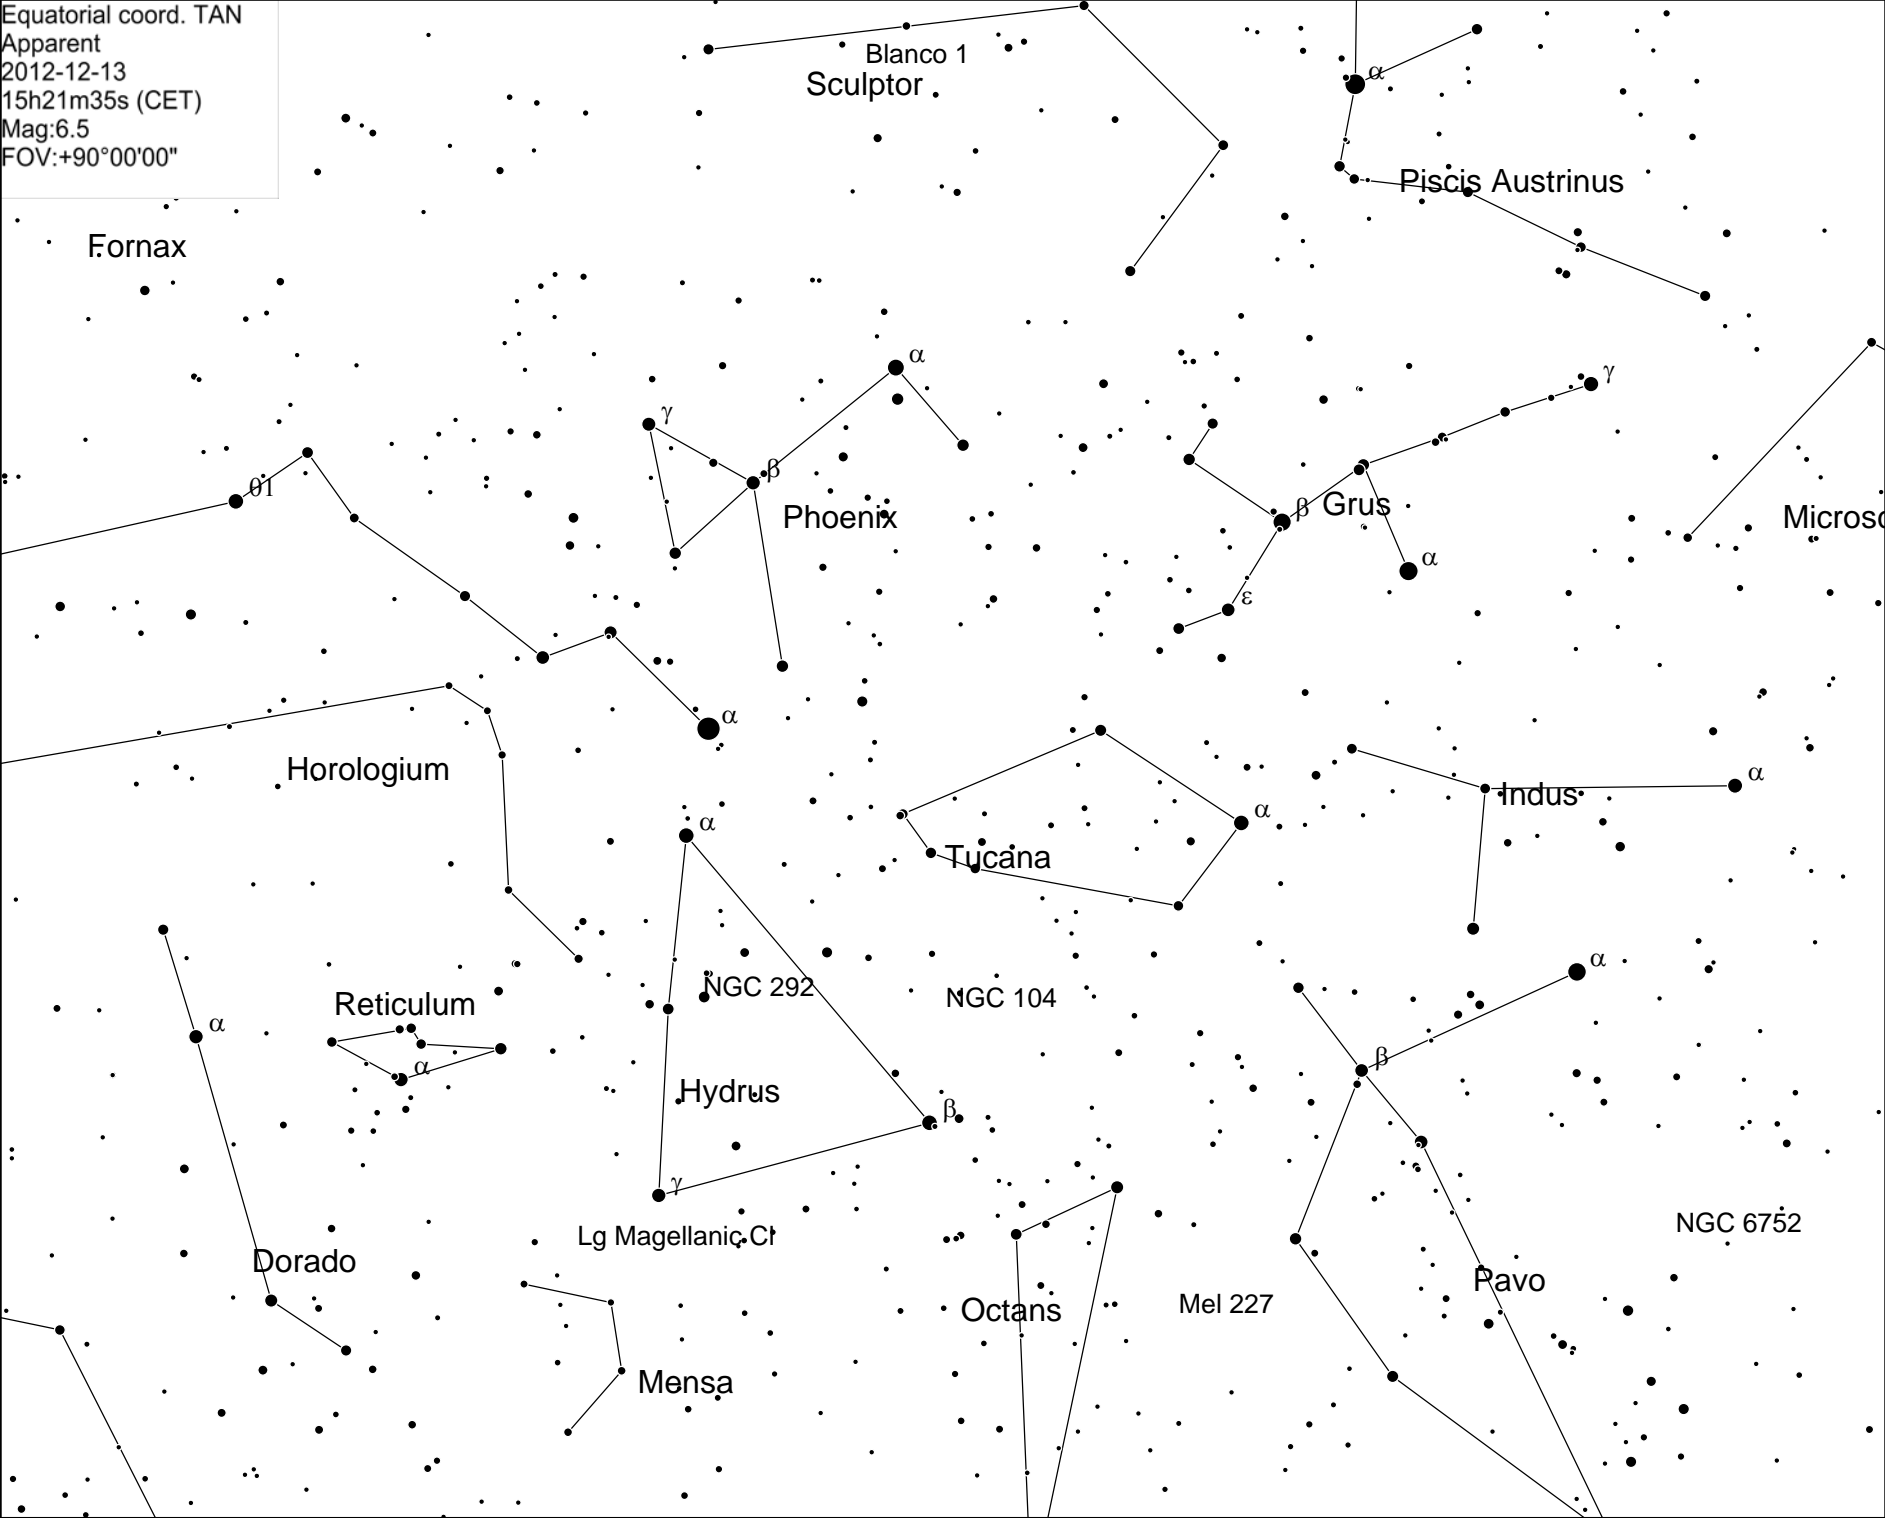 Equatorial coord. TAN
Apparent
2012-12-13
15h21m35s (CET)
Mag:6.5
FOV:+90°00'00"
Blanco 1
Sculptor
α
Piscis Austrinus
Fornax
α
γ
γ
β
θ1
Phoenix
β
Grus
Microsc
α
ε
α
Horologium
α
Indus
α
α
Tucana
α
NGC 292
NGC 104
Reticulum
α
α
β
Hydrus
β
γ
Lg Magellanic Cl
NGC 6752
Dorado
Pavo
Octans
Mel 227
Mensa